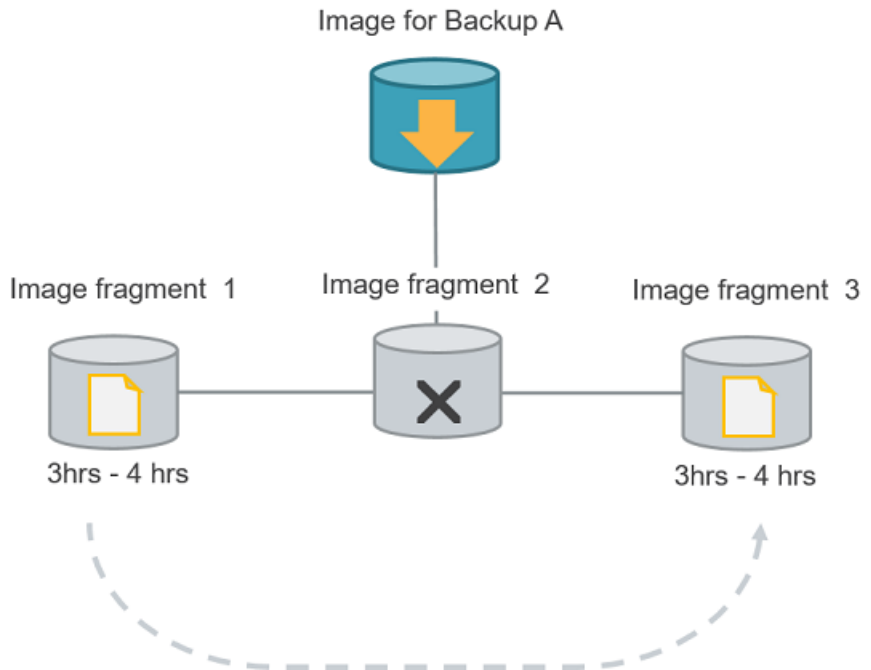 Image for Backup A
Image fragment 1
Image fragment 2
Image fragment 3
3hrs - 4 hrs
3hrs - 4 hrs